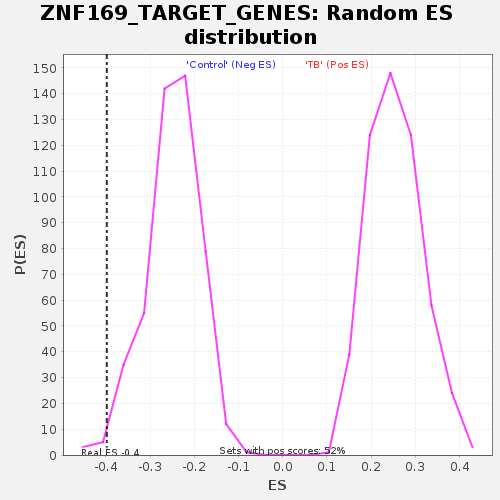 ZNF169_TARGET_GENES: Random ES
distribution
'Control' (Neg ES)
'TB' (Pos ES)
150
140
130
120
110
100
90
80
70
60
50
40
30
20
10
0
P(ES)
Real ES -0.4
Sets with pos scores: 52%
-0.4 -0.3 -0.2 -0.1 0.0 0.1 0.2 0.3 0.4
ES